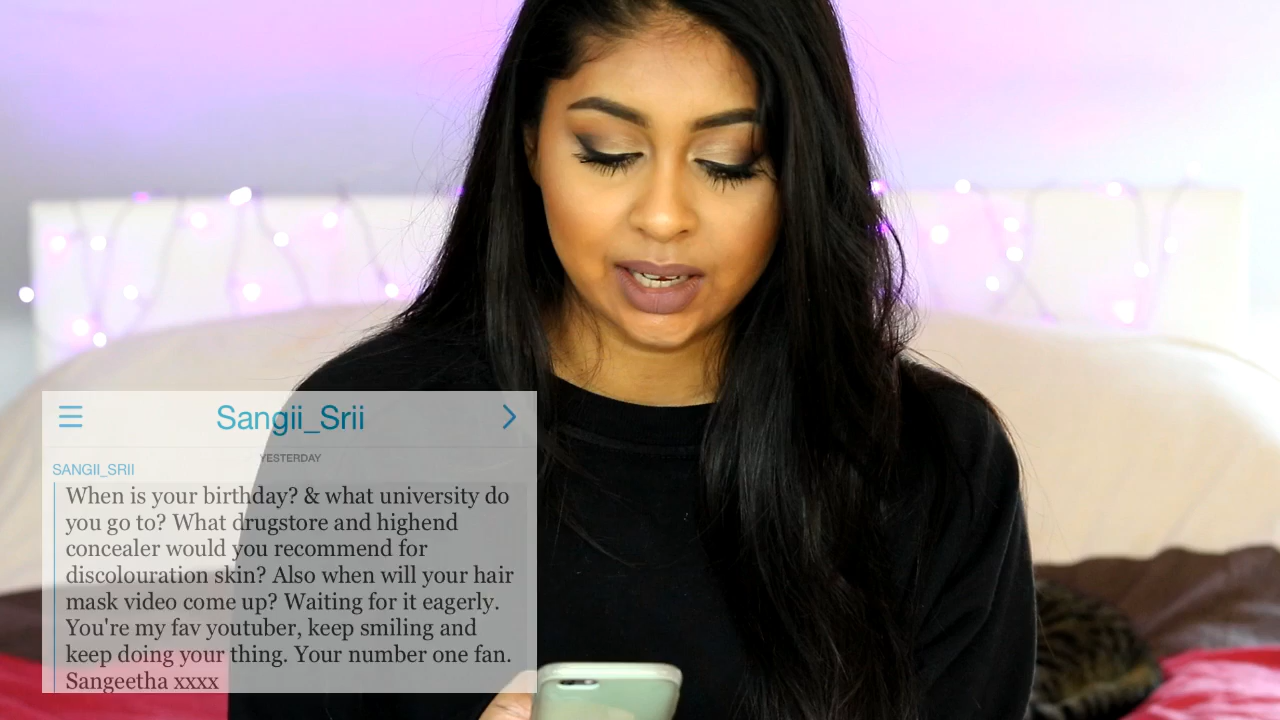 Sangii_Srii
YESTERDAY
SANGII_SRII
When is your birthday? & what university do
you go to? What drugstore and highend
concealer would you recommend for
discolouration skin? Also when will your hair
mask video come up? Waiting for it eagerly.
You're my fav youtuber, keep smiling and
keep doing your thing. Your number one fan.
Sangeetha xxxx